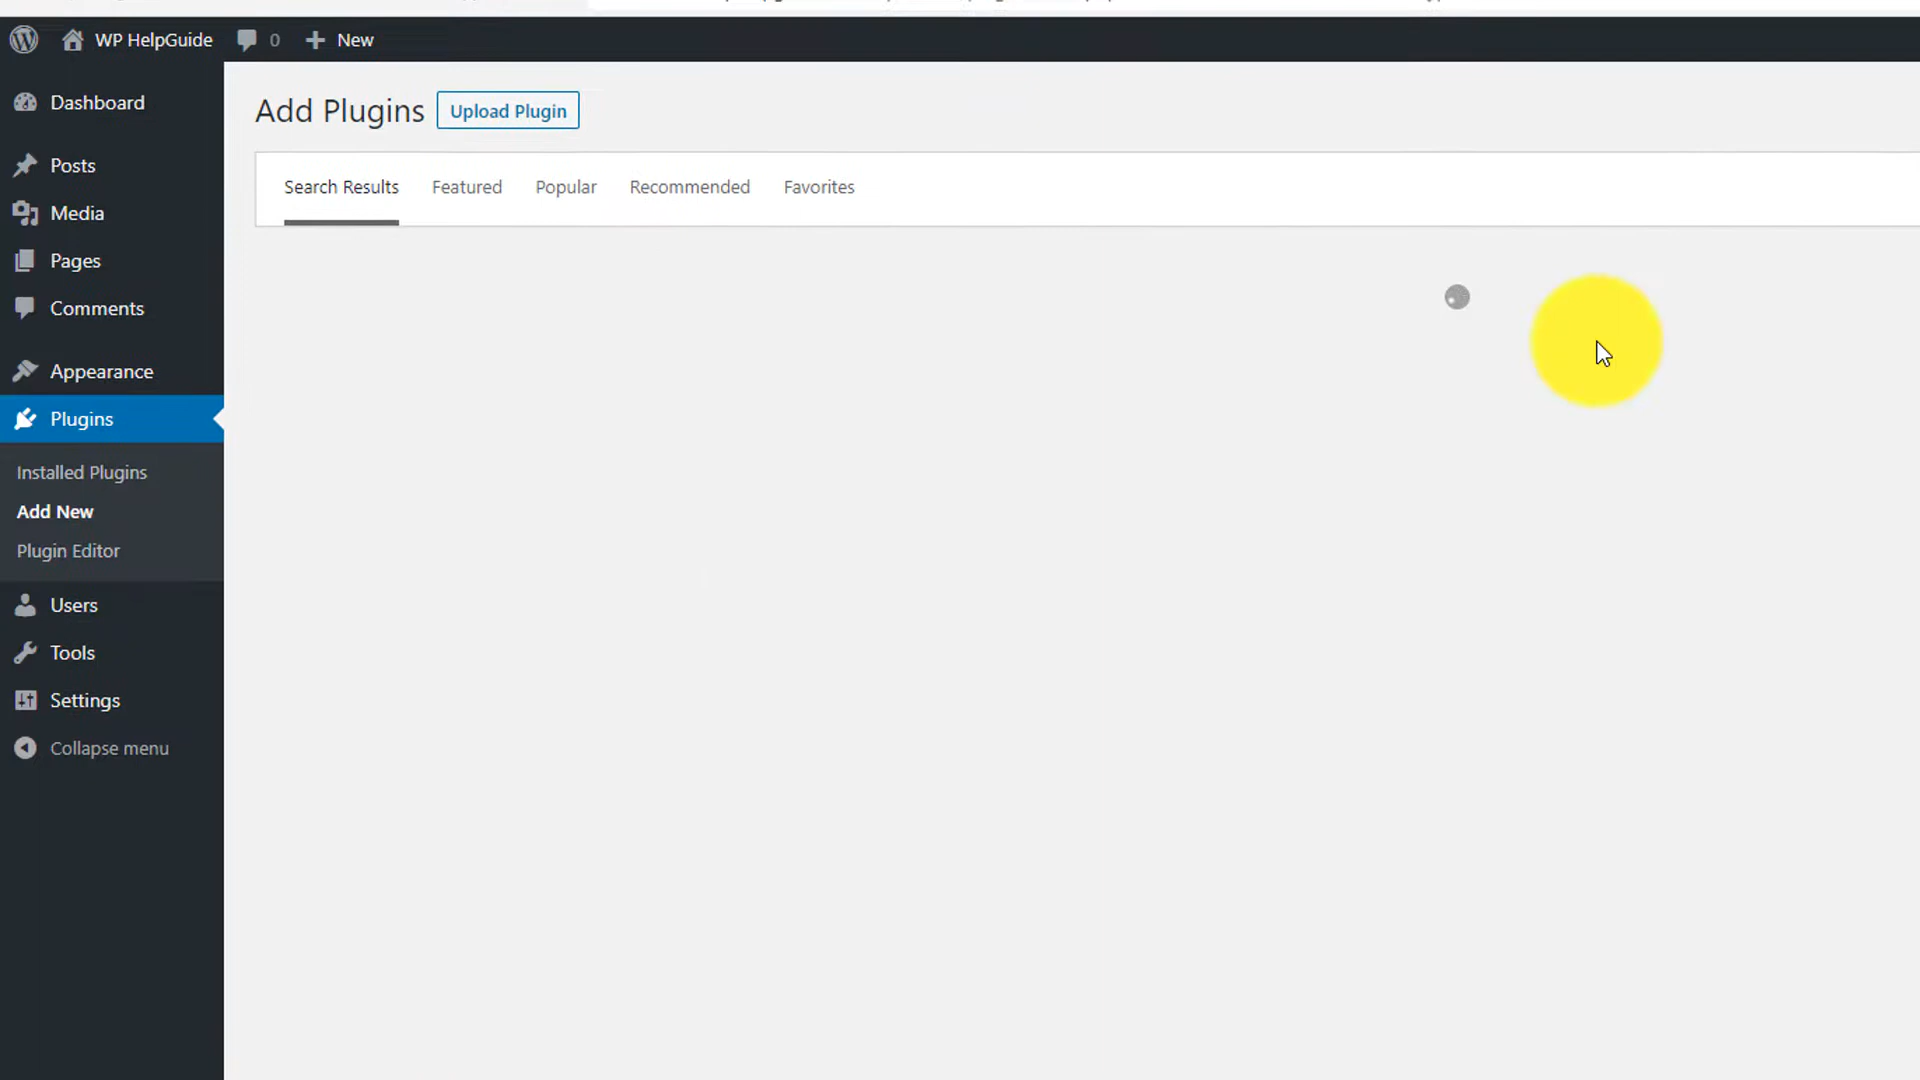 WP HelpGuide 0 New
Dashboard
Posts
Media
Pages
Comments
Appearance
Plugins
Installed Plugins
Add New
Plugin Editor
Users
Tools
Settings
Collapse menu
Add Plugins Upload Plugin
Search Results Featured Popular Recommended Favorites